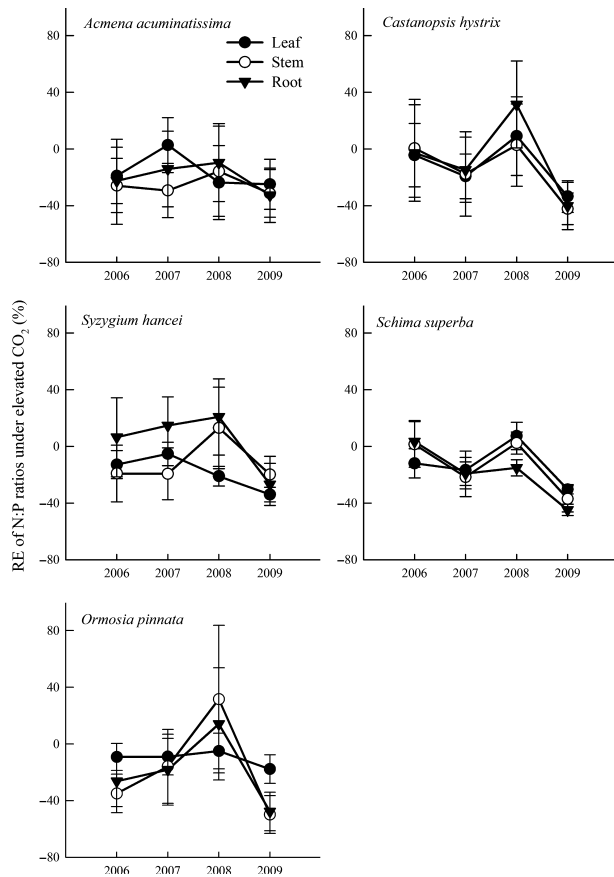 Acmena acuminatissima
Leaf
Stem
Root
80
40
0
−40
−80
2006 2007 2008 2009
Castanopsis hystrix
80
40
0
−40
−80
2006 2007 2008 2009
RE of N:P ratios under elevated CO2 (%)
Syzygium hancei
80
40
0
−40
−80
2006 2007 2008 2009
Schima superba
80
40
0
−40
−80
2006 2007 2008 2009
Ormosia pinnata
80
40
0
−40
−80
2006 2007 2008 2009